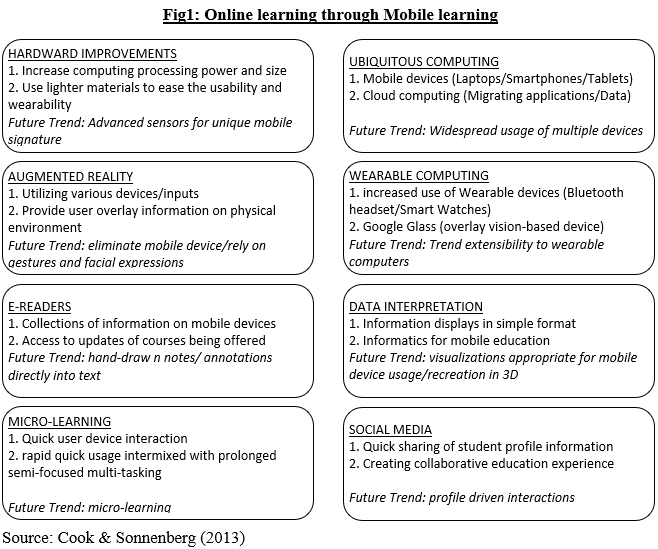 Fig1: Online learning through Mobile learning
HARDWARD IMPROVEMENTS
1. Increase computing processing power and size
2. Use lighter materials to ease the usability and
wearability
Future Trend: Advanced sensors for unique mobile
signature
UBIQUITOUS COMPUTING
1. Mobile devices (Laptops/Smartphones/Tablets)
2. Cloud computing (Migrating applications/Data)
Future Trend: Widespread usage of multiple devices
AUGMENTED REALITY
1. Utilizing various devices/inputs
2. Provide user overlay information on physical
environment
Future Trend: eliminate mobile device/rely on
gestures and facial expressions
WEARABLE COMPUTING
1. increased use of Wearable devices (Bluetooth
headset/Smart Watches)
2. Google Glass (overlay vision-based device)
Future Trend: Trend extensibility to wearable
computers
E-READERS
1. Collections of information on mobile devices
2. Access to updates of courses being offered
Future Trend: hand-draw n notes/ annotations
directly into text
DATA INTERPRETATION
1. Information displays in simple format
2. Informatics for mobile education
Future Trend: visualizations appropriate for mobile
device usage/recreation in 3D
MICRO-LEARNING
1. Quick user device interaction
2. rapid quick usage intermixed with prolonged
semi-focused multi-tasking
Future Trend: micro-learning
SOCIAL MEDIA
1. Quick sharing of student profile information
2. Creating collaborative education experience
Future Trend: profile driven interactions
Source: Cook & Sonnenberg (2013)